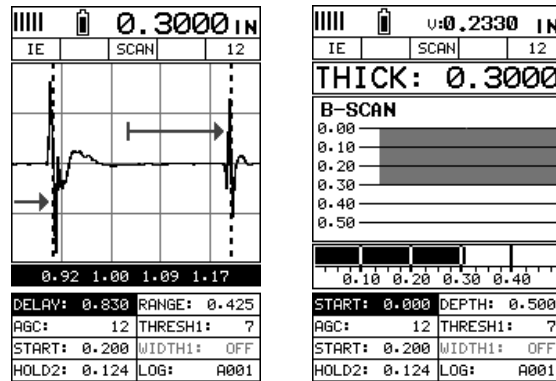 0.3000 IN
IE SCAN 12
0.92 1.00 1.09 1.17
DELAY: 0.830 RANGE: 0.425
AGC: 12 THRESH1: 7
START: 0.200 WIDTH1: OFF
HOLD2: 0.124 LOG: A001
V:0.2330 IN
IE SCAN 12
THICK: 0.3000
B-SCAN
0.00
0.10
0.20
0.30
0.40
0.50
0.10 0.20 0.30 0.40
START: 0.000 DEPTH: 0.500
AGC: 12 THRESH1: 7
START: 0.200 WIDTH1: OFF
HOLD2: 0.124 LOG: A001